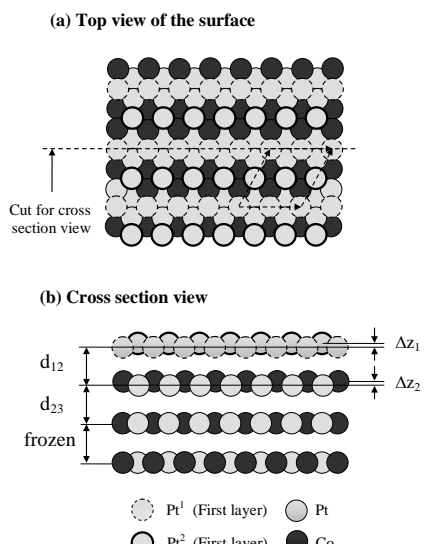 (a) Top view of the surface
Cut for cross
section view
(b) Cross section view
Δz₁
d₁₂
Δz₂
d₂₃
frozen
Pt¹ (First layer) Pt
Pt² (First layer) Co